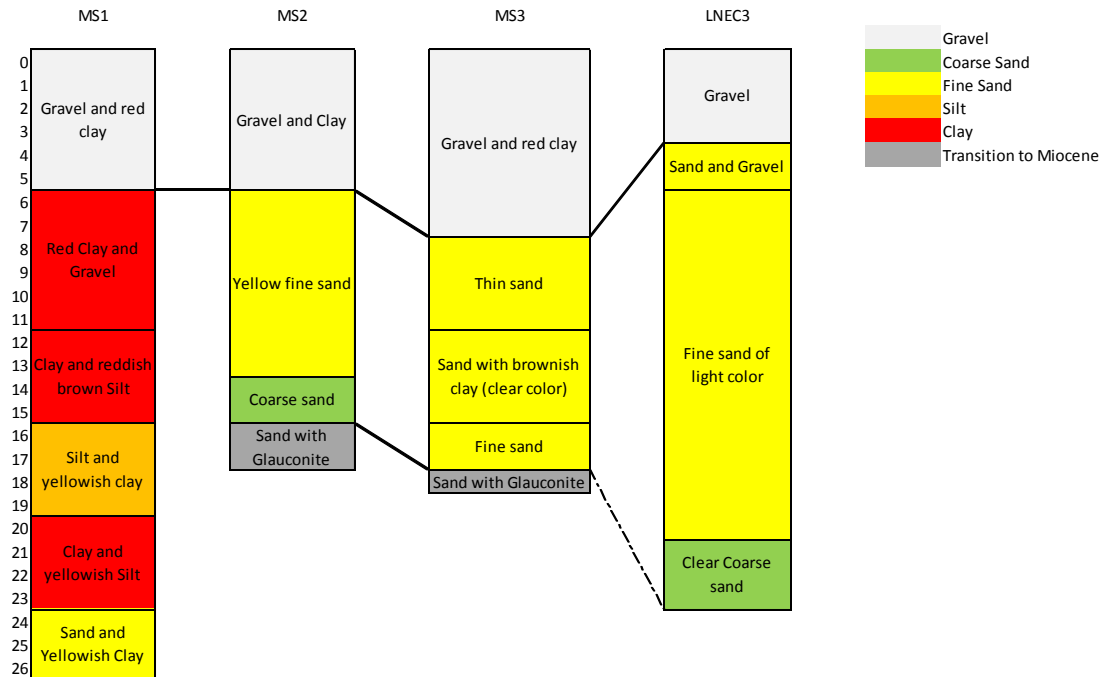 MS1
MS2
MS3
LNEC3
0
1
2
3
4
5
6
7
8
9
10
11
12
13
14
15
16
17
18
19
20
21
22
23
24
25
26
Gravel and red
clay
Red Clay and
Gravel
Clay and reddish
brown Silt
Silt and
yellowish clay
Clay and
yellowish Silt
Sand and
Yellowish Clay
Gravel and Clay
Yellow fine sand
Coarse sand
Sand with
Glauconite
Gravel and red clay
Thin sand
Sand with brownish
clay (clear color)
Fine sand
Sand with Glauconite
Gravel
Sand and Gravel
Fine sand of
light color
Clear Coarse
sand
Gravel
Coarse Sand
Fine Sand
Silt
Clay
Transition to Miocene